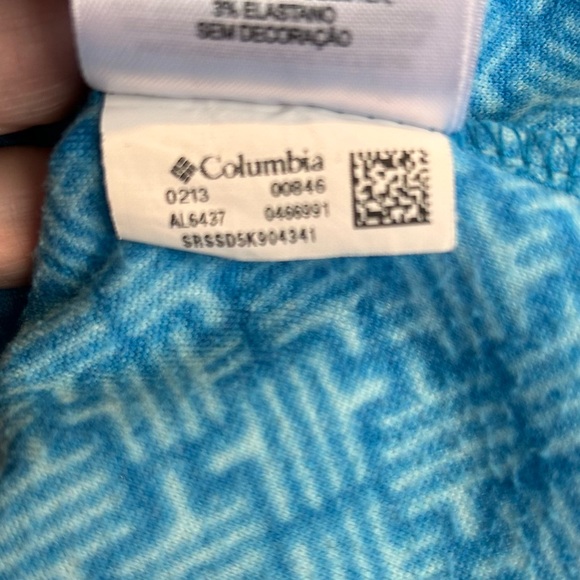 3% ELASTANO
SEM DECORAÇÃO
Columbia
0213 00846
AL6437 0466991
SRSSD5K904341